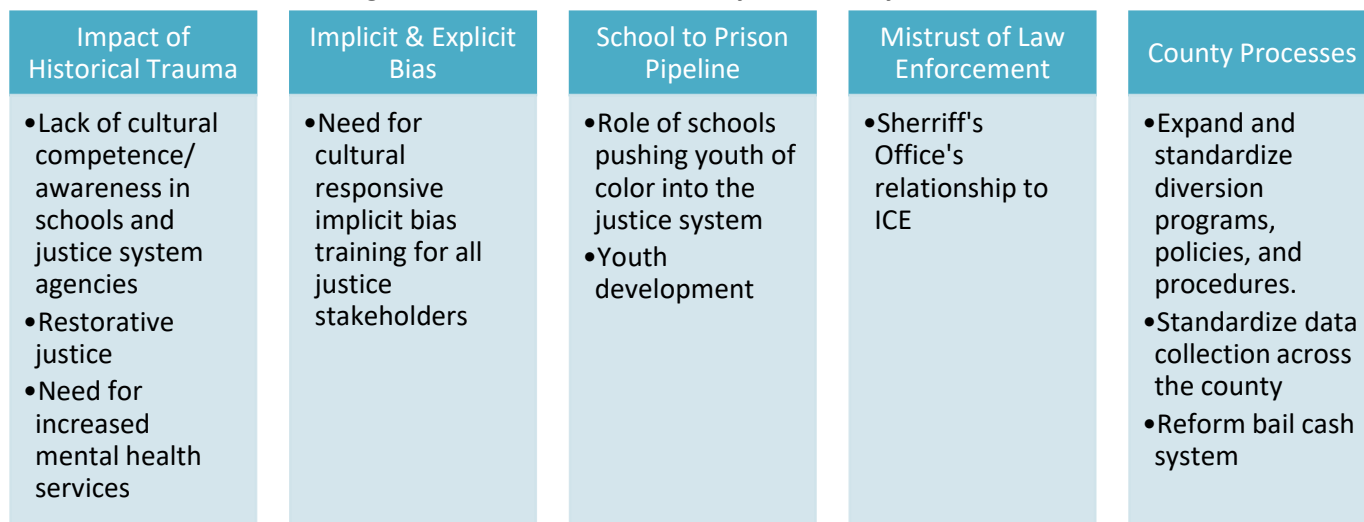 Impact of
Historical Trauma
•Lack of cultural
competence/
awareness in
schools and
justice system
agencies
•Restorative
justice
•Need for
increased
mental health
services
Implicit & Explicit
Bias
•Need for
cultural
responsive
implicit bias
training for all
justice
stakeholders
School to Prison
Pipeline
•Role of schools
pushing youth of
color into the
justice system
•Youth
development
Mistrust of Law
Enforcement
•Sherriff's
Office's
relationship to
ICE
County Processes
•Expand and
standardize
diversion
programs,
policies, and
procedures.
•Standardize data
collection across
the county
•Reform bail cash
system